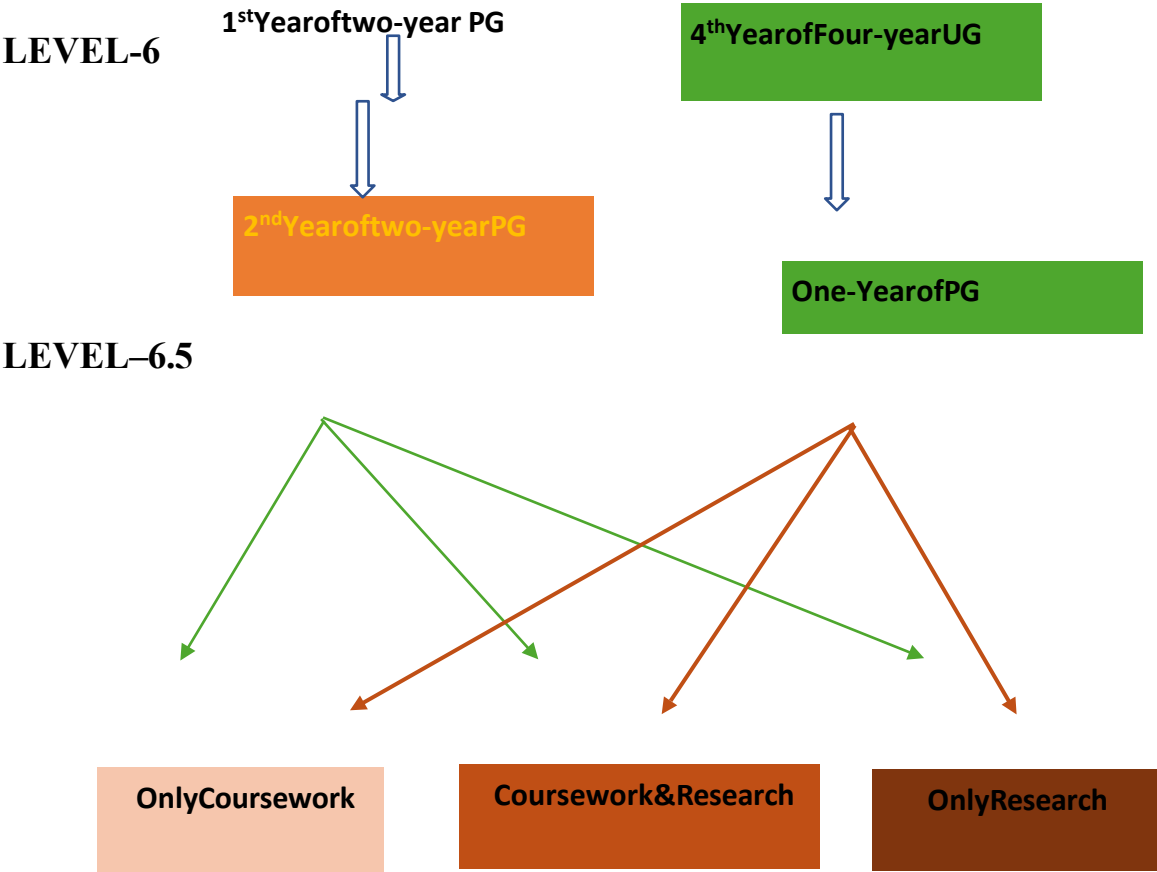 1stYearoftwo-year PG
4thYearofFour-yearUG
LEVEL-6
2ndYearoftwo-yearPG
One-YearofPG
LEVEL–6.5
OnlyCoursework
Coursework&Research
OnlyResearch